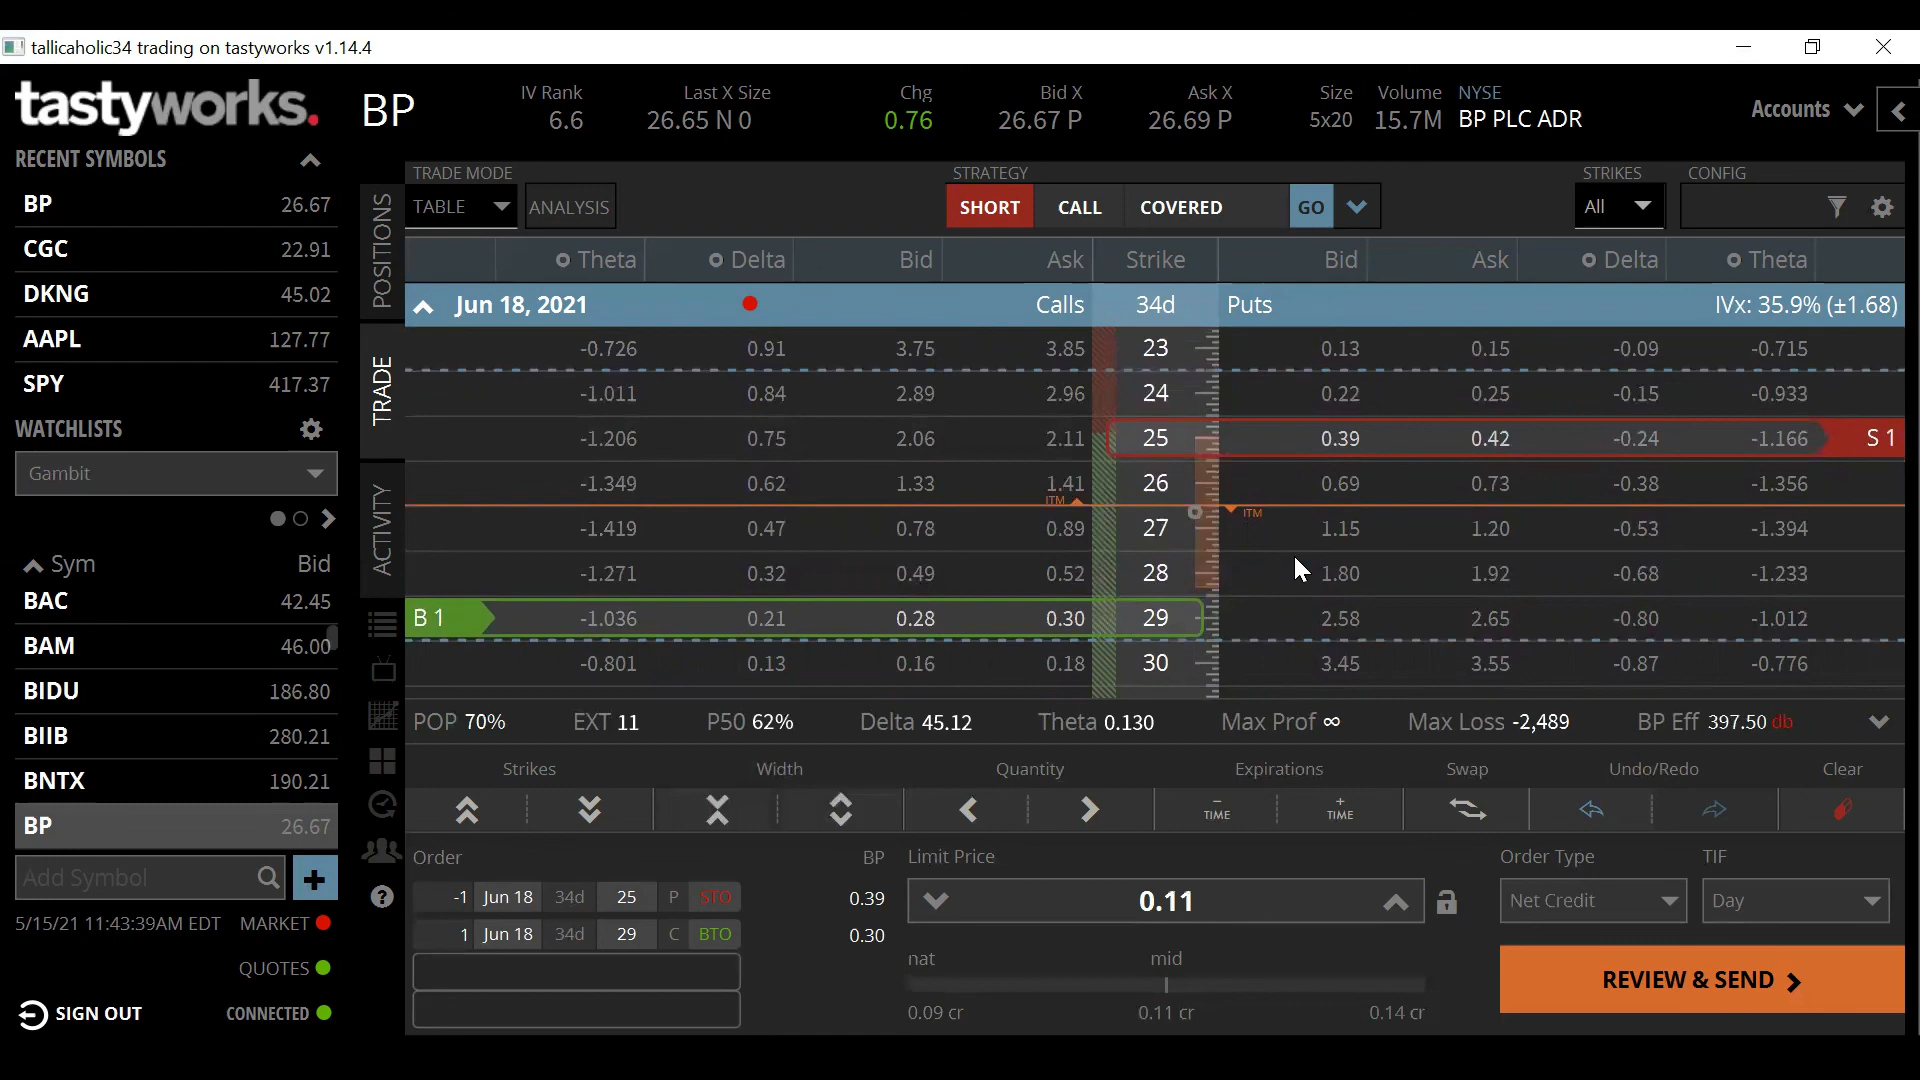 tallicaholic34 trading on tastyworks v1.14.4
tastyworks.
BP
IV Rank Last X Size Chg Bid X Ask X Size Volume NYSE
6.6 26.65 N 0 0.76 26.67 P 26.69 P 5x20 15.7M BP PLC ADR
Accounts
RECENT SYMBOLS
BP 26.67
CGC 22.91
DKNG 45.02
AAPL 127.77
SPY 417.37
WATCHLISTS
Gambit
Sym Bid
BAC 42.45
BAM 46.00
BIDU 186.80
BIIB 280.21
BNTX 190.21
BP 26.67
Add Symbol
5/15/21 11:43:39AM EDT MARKET
QUOTES
SIGN OUT CONNECTED
POSITIONS
TRADE
ACTIVITY
TRADE MODE STRATEGY STRIKES CONFIG
TABLE ANALYSIS SHORT CALL COVERED GO All
Theta Delta Bid Ask Strike Bid Ask Delta Theta
Jun 18, 2021 Calls 34d Puts IVx: 35.9% (±1.68)
-0.726 0.91 3.75 3.85 23 0.13 0.15 -0.09 -0.715
-1.011 0.84 2.89 2.96 24 0.22 0.25 -0.15 -0.933
-1.206 0.75 2.06 2.11 25 0.39 0.42 -0.24 -1.166 S 1
-1.349 0.62 1.33 1.41 26 0.69 0.73 -0.38 -1.356
ITM ITM
-1.419 0.47 0.78 0.89 27 1.15 1.20 -0.53 -1.394
-1.271 0.32 0.49 0.52 28 1.80 1.92 -0.68 -1.233
B 1 -1.036 0.21 0.28 0.30 29 2.58 2.65 -0.80 -1.012
-0.801 0.13 0.16 0.18 30 3.45 3.55 -0.87 -0.776
POP 70% EXT 11 P50 62% Delta 45.12 Theta 0.130 Max Prof ∞ Max Loss -2,489 BP Eff 397.50 db
Strikes Width Quantity Expirations Swap Undo/Redo Clear
− TIME + TIME
Order BP Limit Price Order Type TIF
-1 Jun 18 34d 25 P STO 0.39 0.11 Net Credit Day
1 Jun 18 34d 29 C BTO 0.30
nat mid
0.09 cr 0.11 cr 0.14 cr
REVIEW & SEND